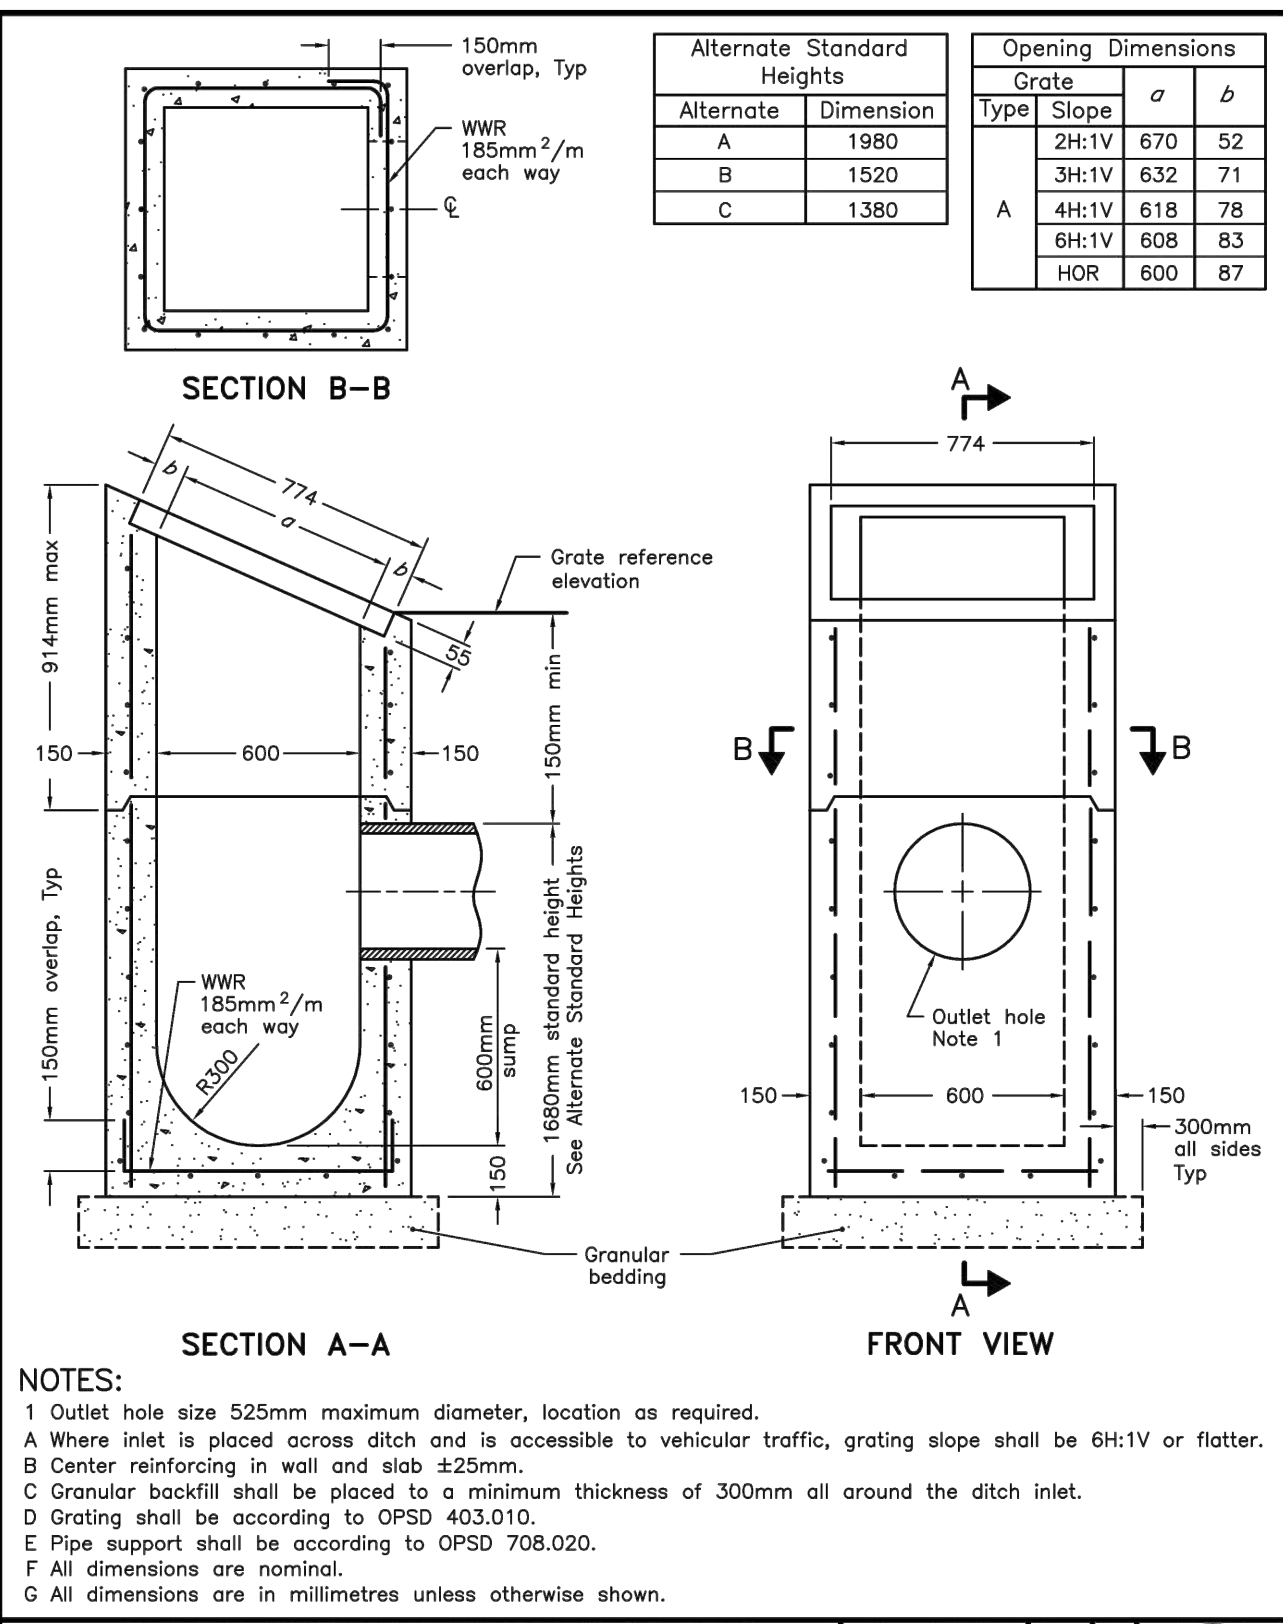 150mm
overlap, Typ
WWR
185mm²/m
each way
℄
SECTION B-B
Alternate Standard
Heights
Alternate Dimension
A 1980
B 1520
C 1380
Opening Dimensions
Grate a b
Type Slope
A
2H:1V 670 52
3H:1V 632 71
4H:1V 618 78
6H:1V 608 83
HOR 600 87
774
b
a
b
Grate reference
elevation
55
914mm max
150 600 150
150mm min
150mm overlap, Typ
WWR
185mm²/m
each way
R300
600mm
sump
150
1680mm standard height
See Alternate Standard Heights
Granular
bedding
SECTION A-A
A
774
B B
Outlet hole
Note 1
150 600 150
300mm
all sides
Typ
A
FRONT VIEW
NOTES:
1 Outlet hole size 525mm maximum diameter, location as required.
A Where inlet is placed across ditch and is accessible to vehicular traffic, grating slope shall be 6H:1V or flatter.
B Center reinforcing in wall and slab ±25mm.
C Granular backfill shall be placed to a minimum thickness of 300mm all around the ditch inlet.
D Grating shall be according to OPSD 403.010.
E Pipe support shall be according to OPSD 708.020.
F All dimensions are nominal.
G All dimensions are in millimetres unless otherwise shown.